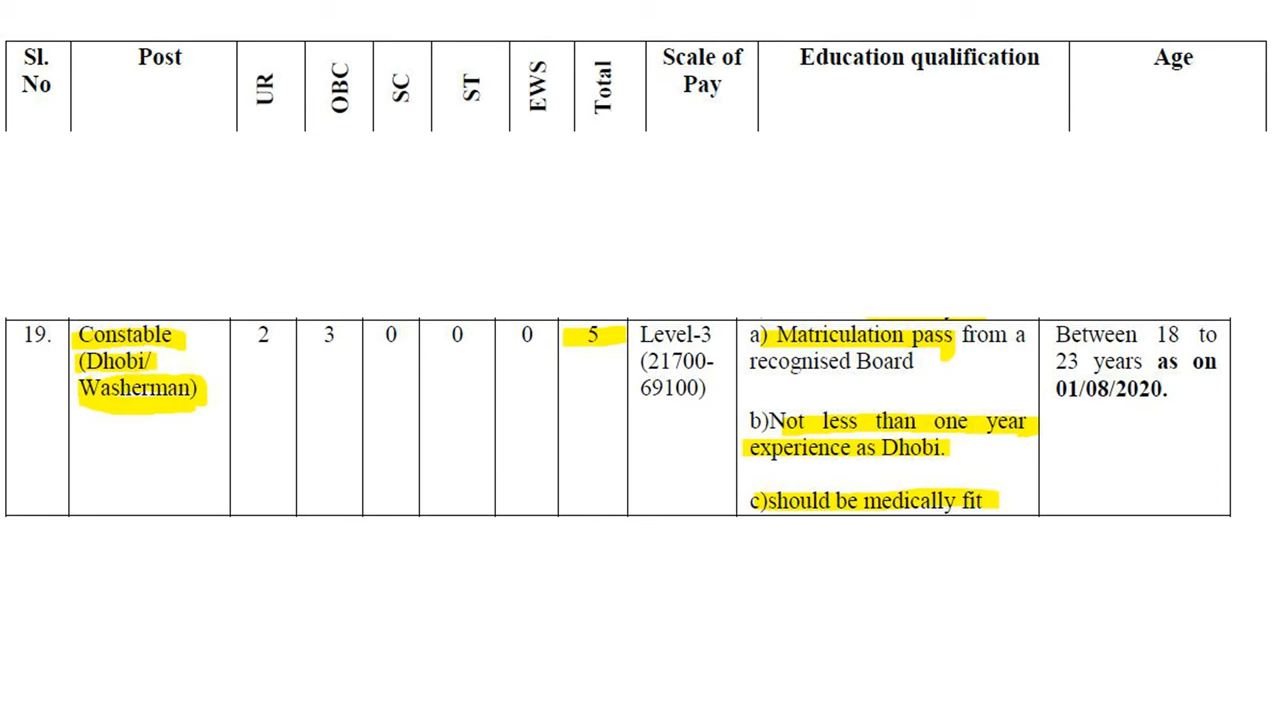 Sl. No
Post
UR
OBC
SC
ST
EWS
Total
Scale of
Pay
Education qualification
Age
19.
Constable
(Dhobi/
Washerman)
2
3
0
0
0
5
Level-3
(21700-
69100)
a) Matriculation pass from a
recognised Board
b)Not less than one year
experience as Dhobi.
c)should be medically fit
Between 18 to
23 years as on
01/08/2020.